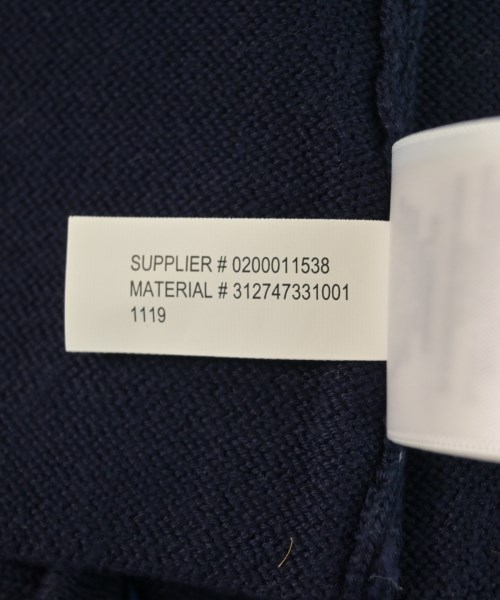 SUPPLIER # 0200011538
MATERIAL # 312747331001
1119